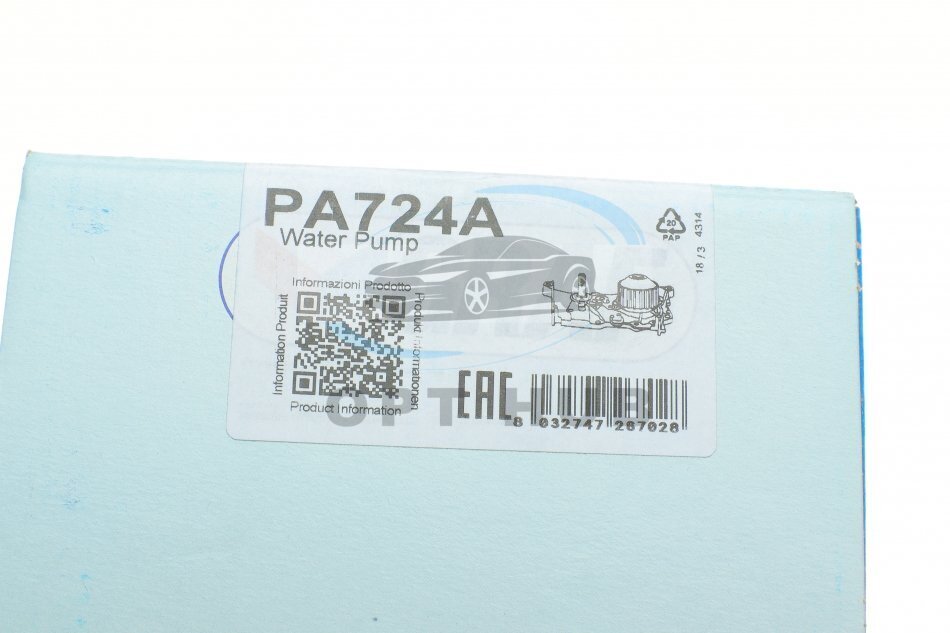 PA724A
Water Pump
20
PAP
18 / 3 4314
Informazioni Prodotto
Information Produit
Produkt Informationen
Product Information
EAC
8 032747 287028